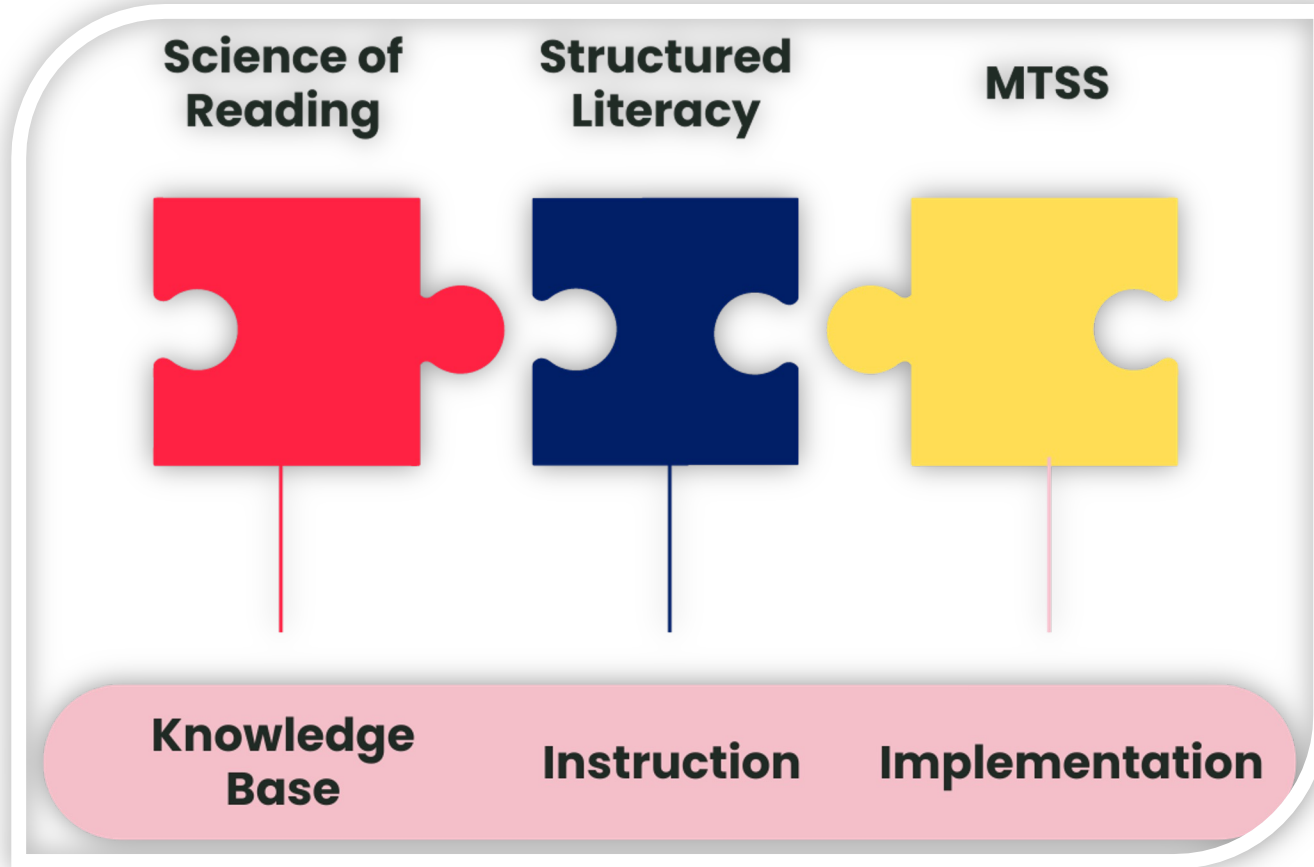 Science of
Reading
Structured
Literacy
MTSS
Knowledge
Base
Instruction
Implementation